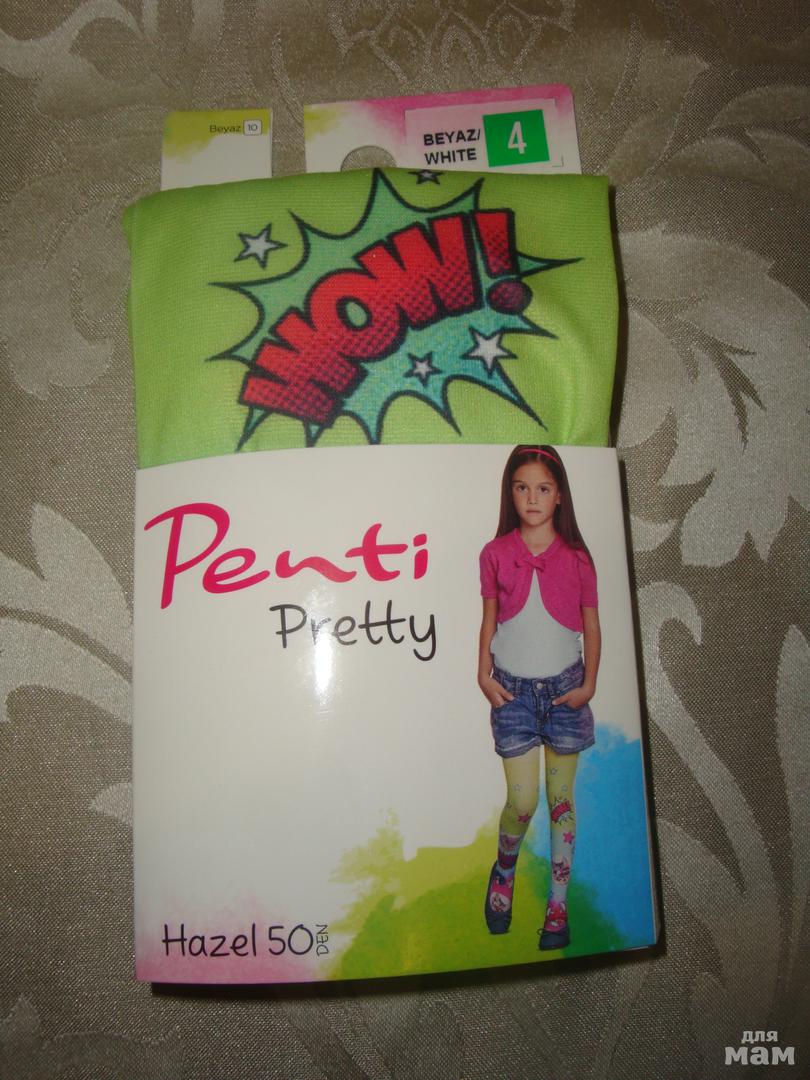 Beyaz 10
BEYAZ/
WHITE
4
WOW!
Penti
Pretty
Hazel 50 DEN
для
мам